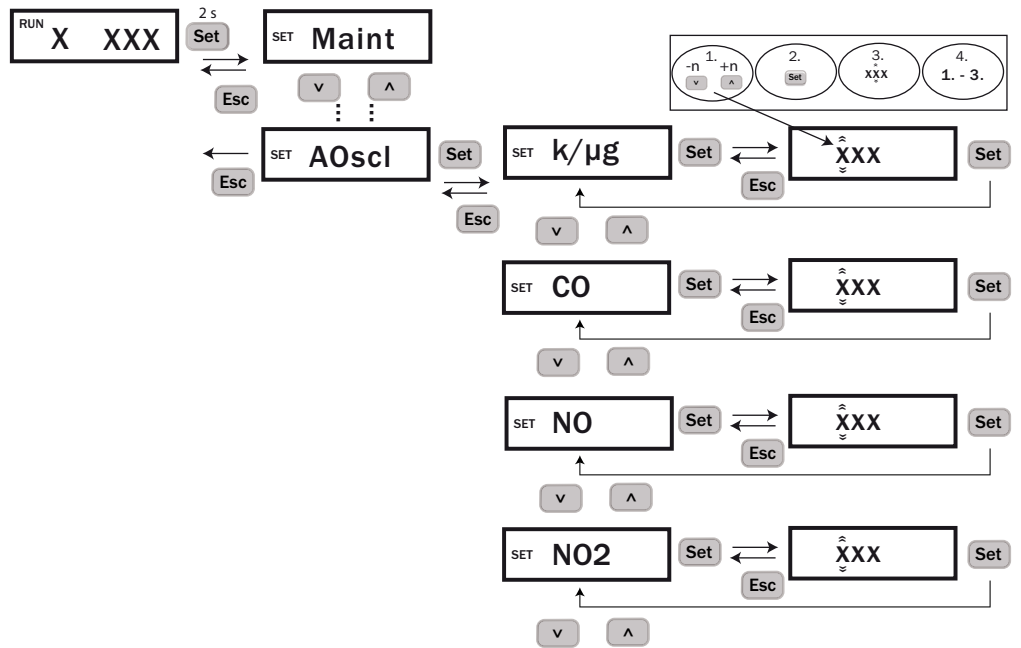 RUN X XXX
2 s
Set
Esc
SET Maint
˅ ˄
SET AOscl
Esc
Set
Esc
1. -n +n
˅ ˄
2.
Set
3.
xxx
4.
1. - 3.
SET k/µg
Set
Esc
XXX
Set
˅ ˄
SET CO
Set
Esc
XXX
Set
˅ ˄
SET NO
Set
Esc
XXX
Set
˅ ˄
SET NO2
Set
Esc
XXX
Set
˅ ˄